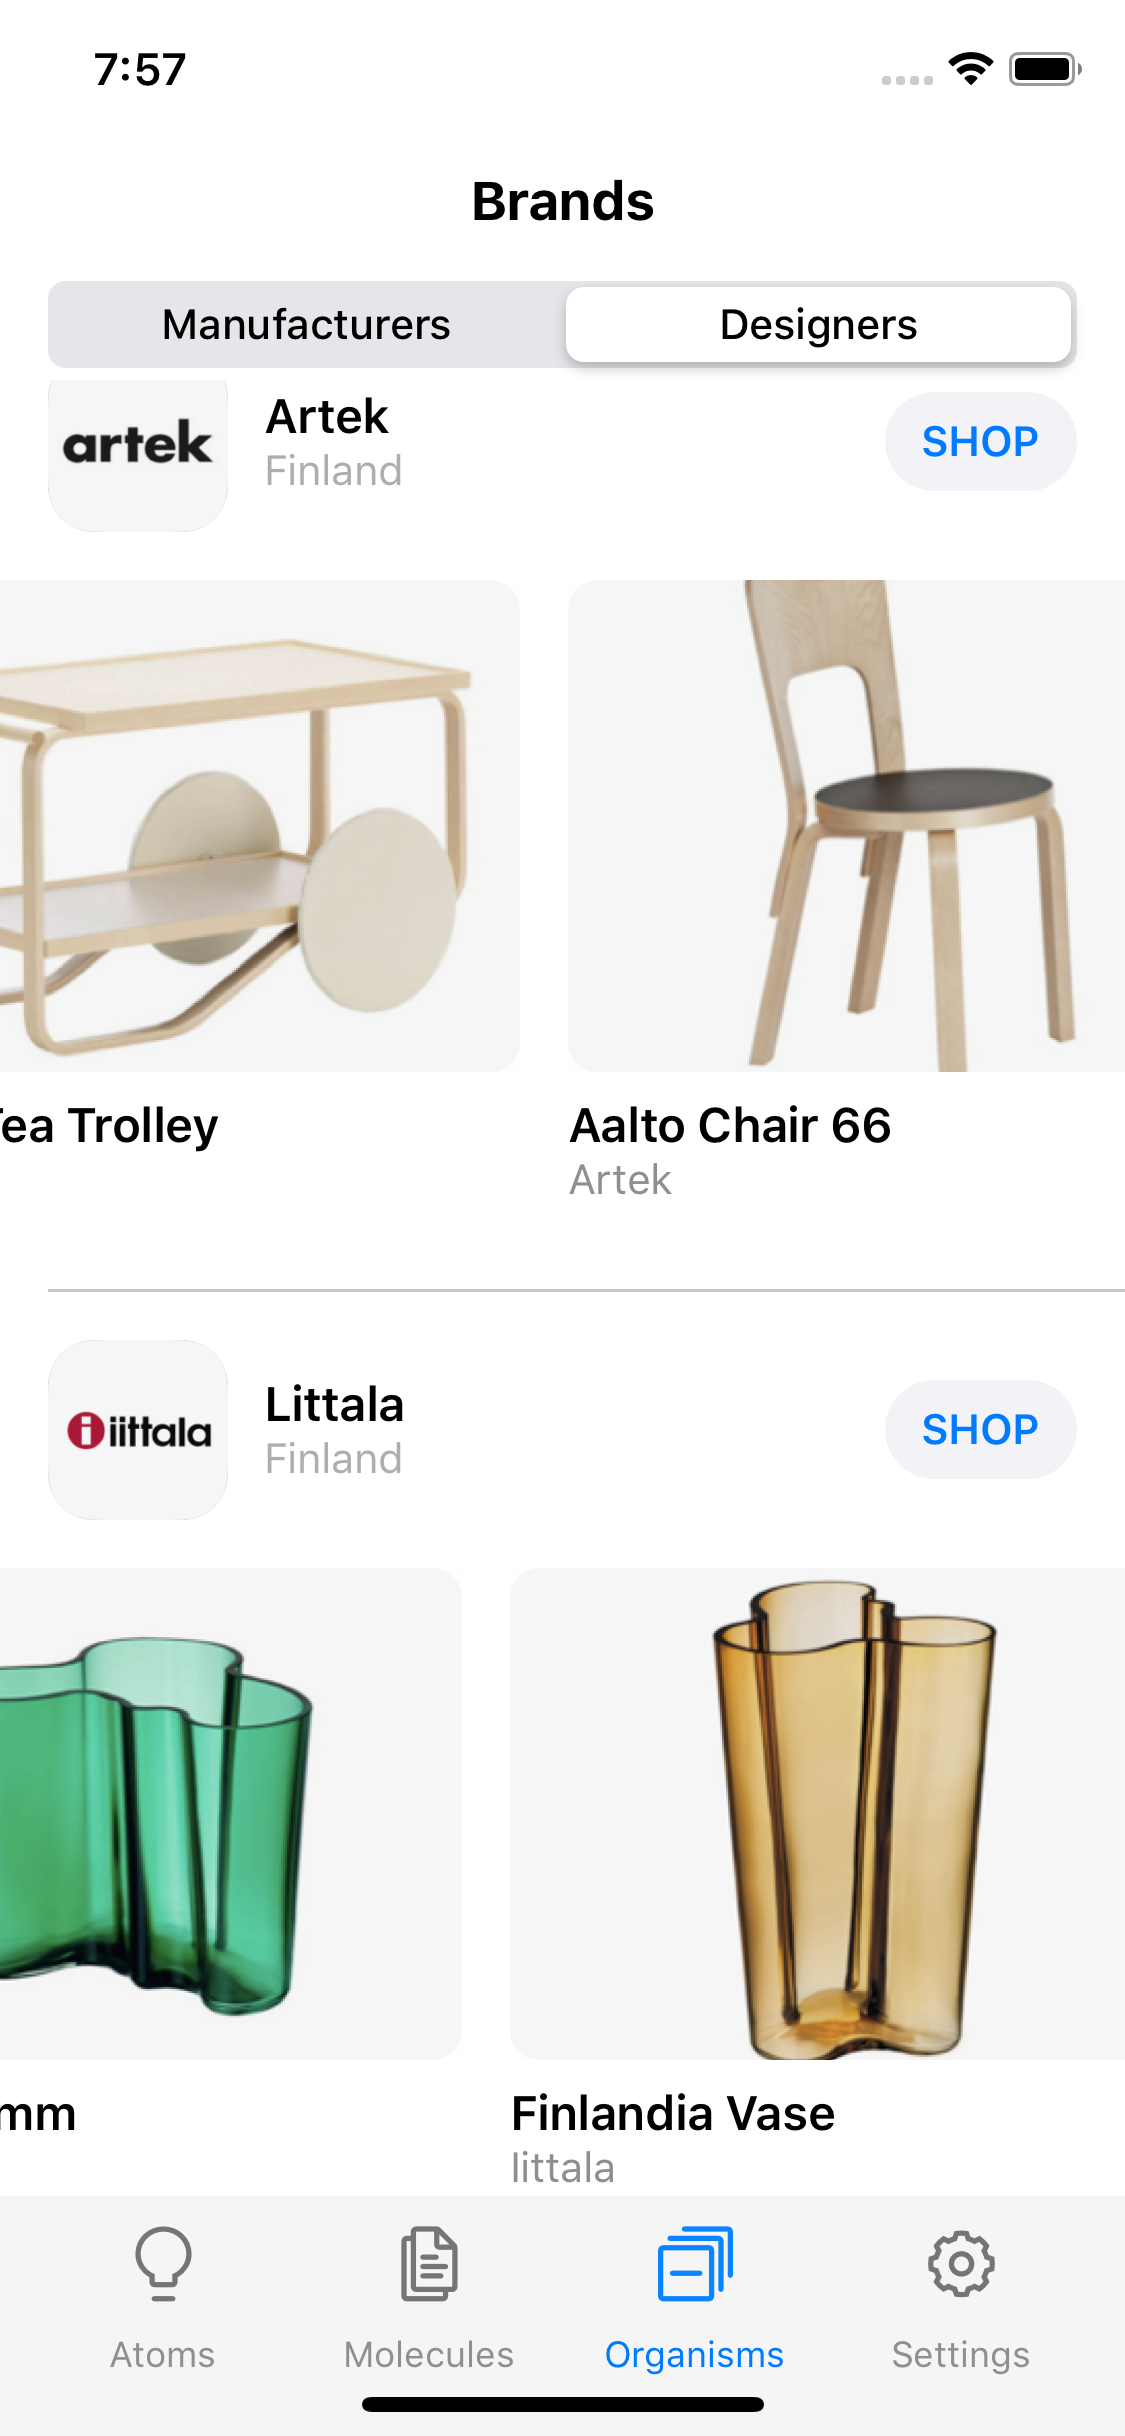 7:57
Brands
Manufacturers
Designers
artek
Artek
Finland
SHOP
Tea Trolley
Aalto Chair 66
Artek
iittala
Littala
Finland
SHOP
mm
Finlandia Vase
Iittala
Atoms
Molecules
Organisms
Settings